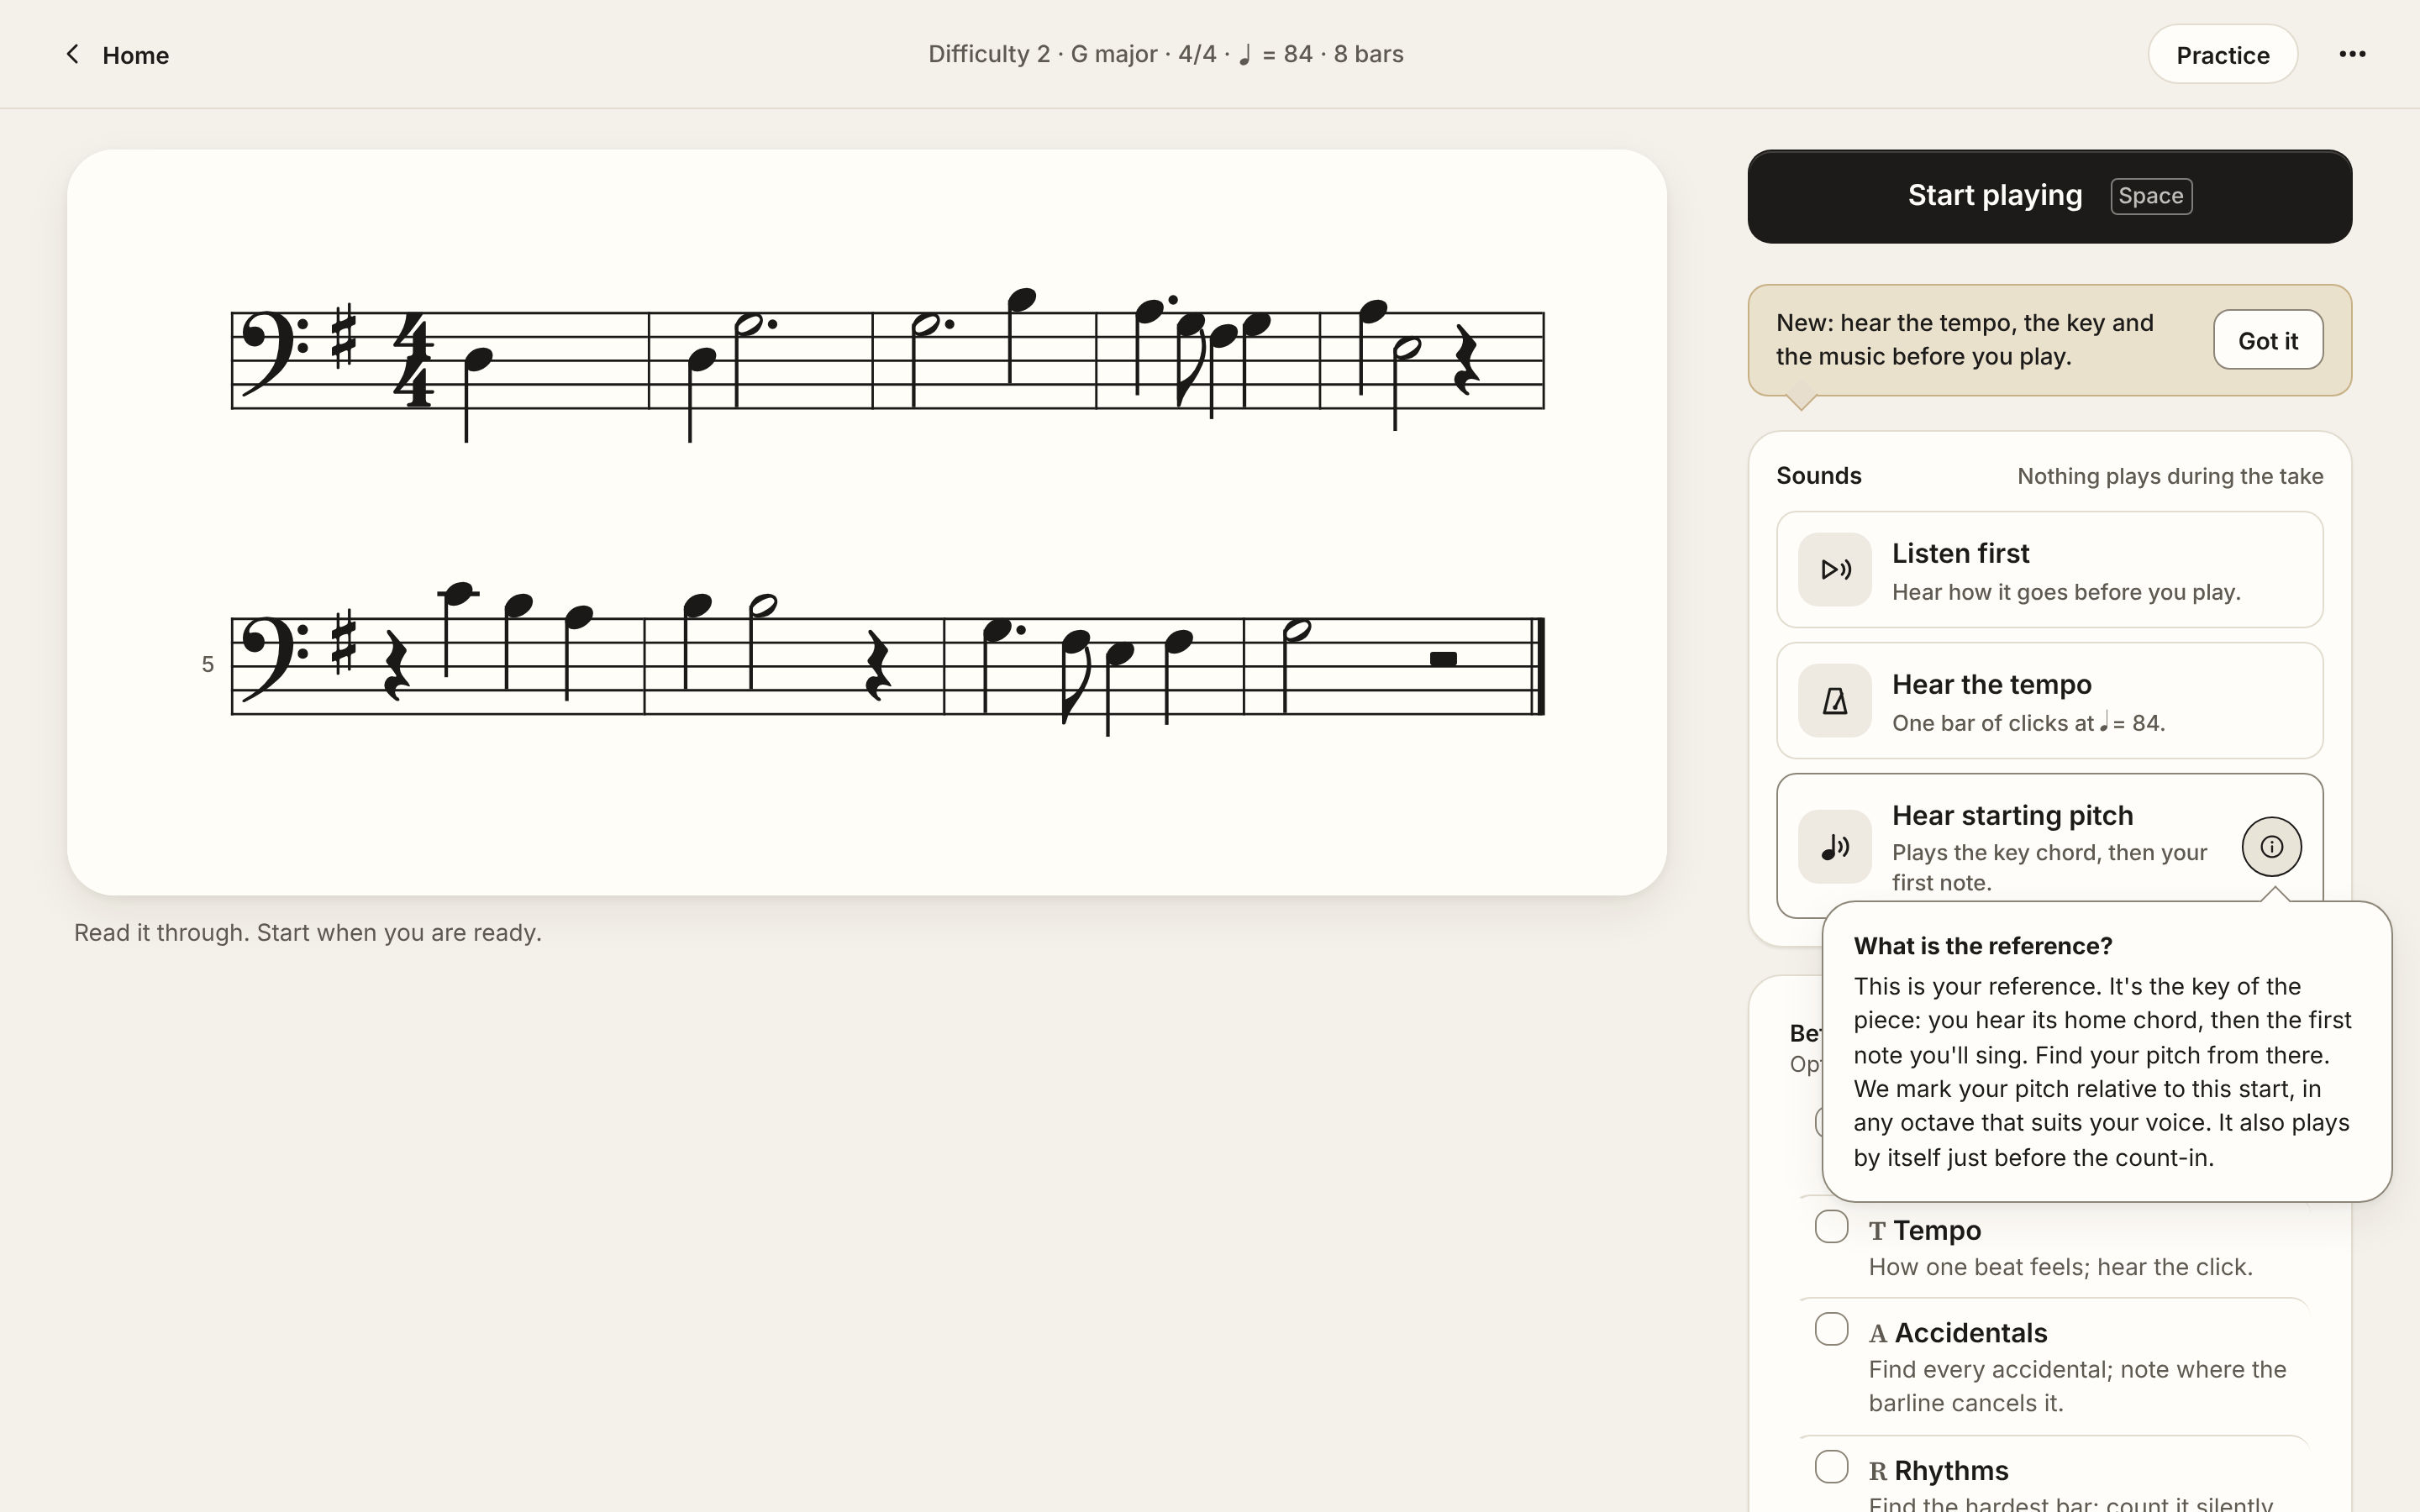 Home
Difficulty 2 · G major · 4/4 · ♩ = 84 · 8 bars
Practice
Start playing Space
New: hear the tempo, the key and
the music before you play.
Got it
Sounds
Nothing plays during the take
Listen first
Hear how it goes before you play.
Hear the tempo
One bar of clicks at ♩ = 84.
Hear starting pitch
Plays the key chord, then your
first note.
5
Read it through. Start when you are ready.
What is the reference?
This is your reference. It's the key of the
piece: you hear its home chord, then the first
note you'll sing. Find your pitch from there.
We mark your pitch relative to this start, in
any octave that suits your voice. It also plays
by itself just before the count-in.
T Tempo
How one beat feels; hear the click.
A Accidentals
Find every accidental; note where the
barline cancels it.
R Rhythms
Find the hardest bar; count it silently